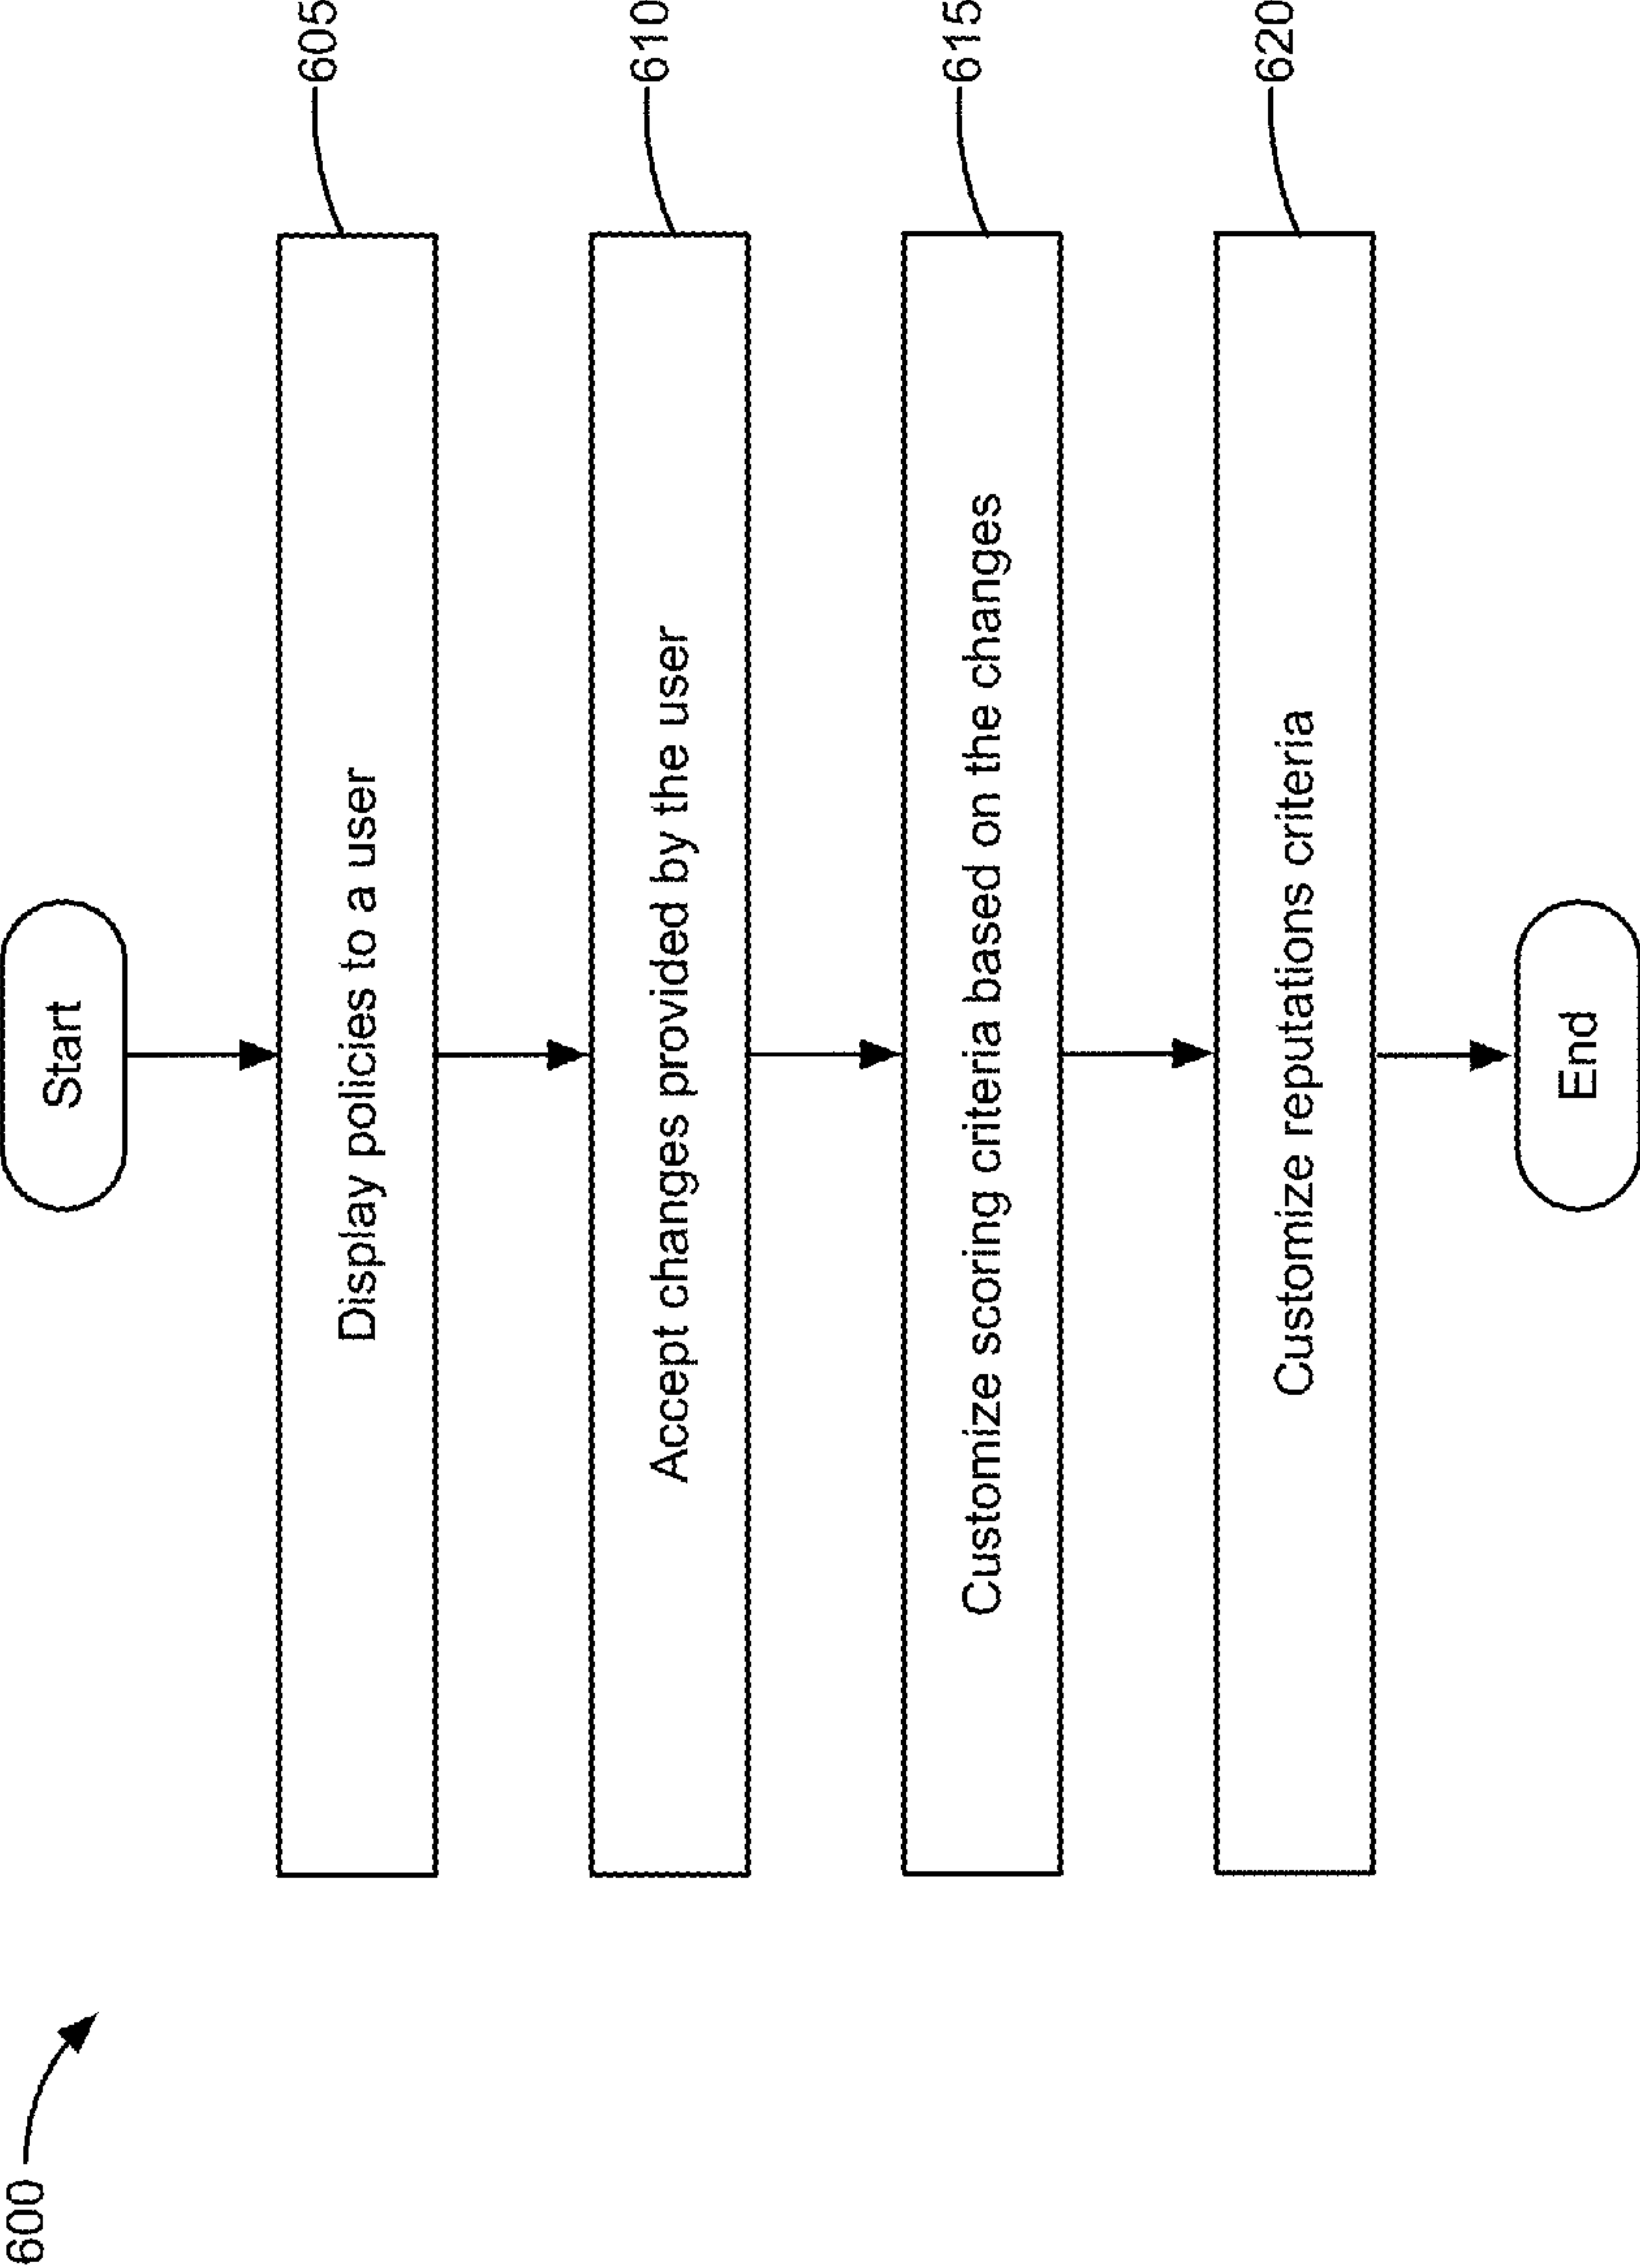 600
Start
Display policies to a user
605
Accept changes provided by the user
610
Customize scoring criteria based on the changes
615
Customize reputations criteria
620
End